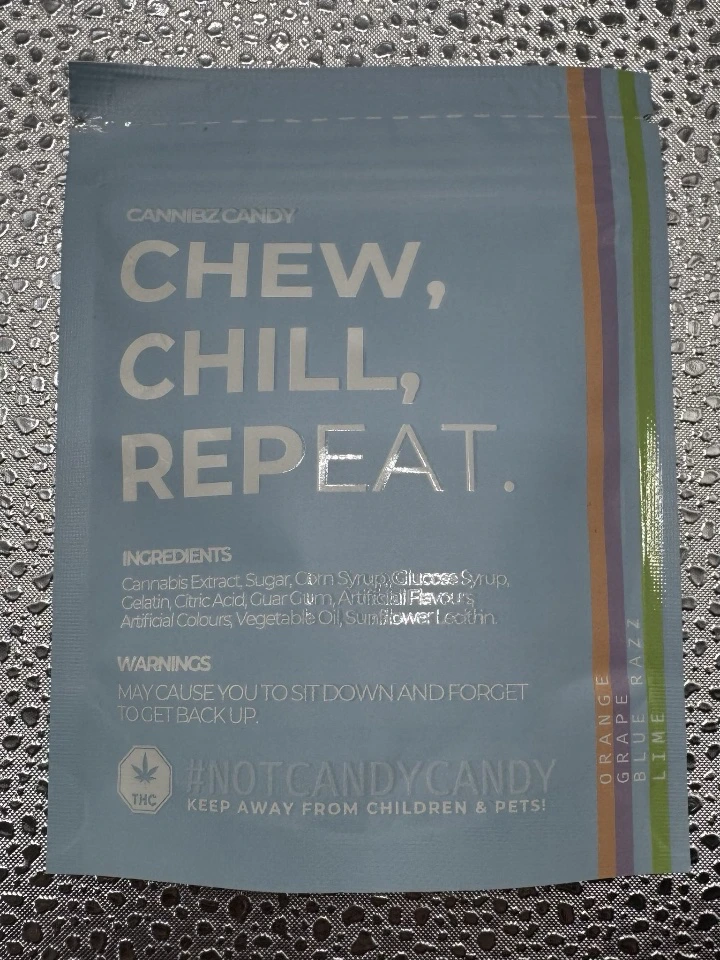 CANNIBZ CANDY
CHEW,
CHILL,
REPEAT.
INGREDIENTS
Cannabis Extract, Sugar, Corn Syrup, Glucose Syrup,
Gelatin, Citric Acid, Guar Gum, Artificial Flavours,
Artificial Colours, Vegetable Oil, Sunflower Lecithin.
WARNINGS
MAY CAUSE YOU TO SIT DOWN AND FORGET
TO GET BACK UP.
THC
#NOTCANDYCANDY
KEEP AWAY FROM CHILDREN & PETS!
ORANGE
GRAPE
BLUE RAZZ
LIME